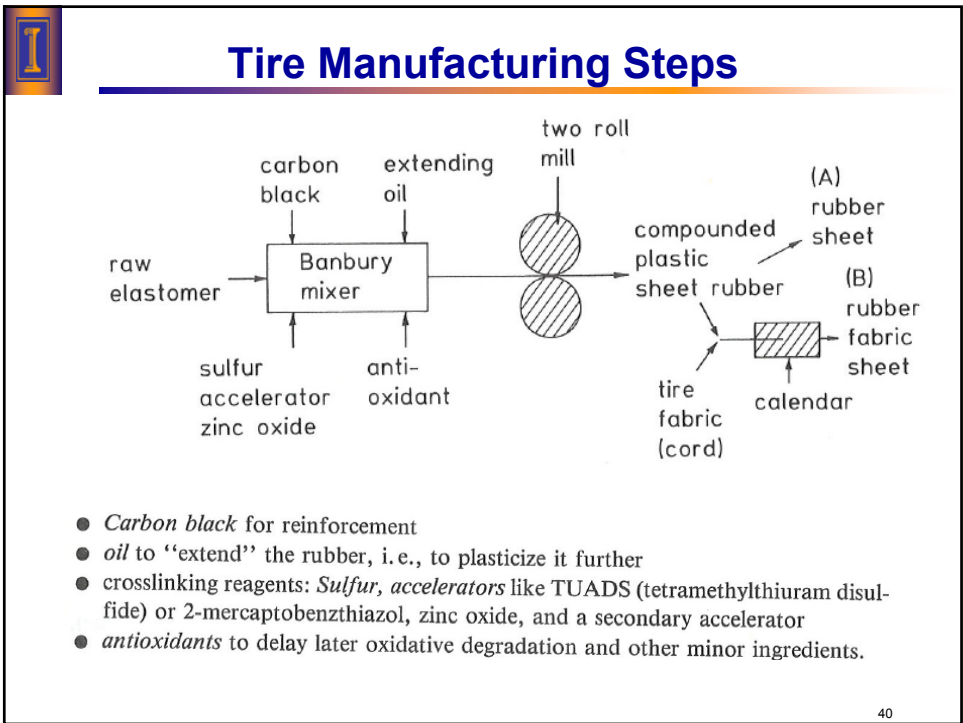 I
Tire Manufacturing Steps
two roll
mill
carbon
black
extending
oil
(A)
rubber
sheet
raw
elastomer
Banbury
mixer
compounded
plastic
sheet rubber
(B)
rubber
fabric
sheet
sulfur
accelerator
zinc oxide
anti-
oxidant
tire
fabric
(cord)
calendar
● Carbon black for reinforcement
● oil to “extend” the rubber, i.e., to plasticize it further
● crosslinking reagents: Sulfur, accelerators like TUADS (tetramethylthiuram disul-
fide) or 2-mercaptobenzthiazol, zinc oxide, and a secondary accelerator
● antioxidants to delay later oxidative degradation and other minor ingredients.
40